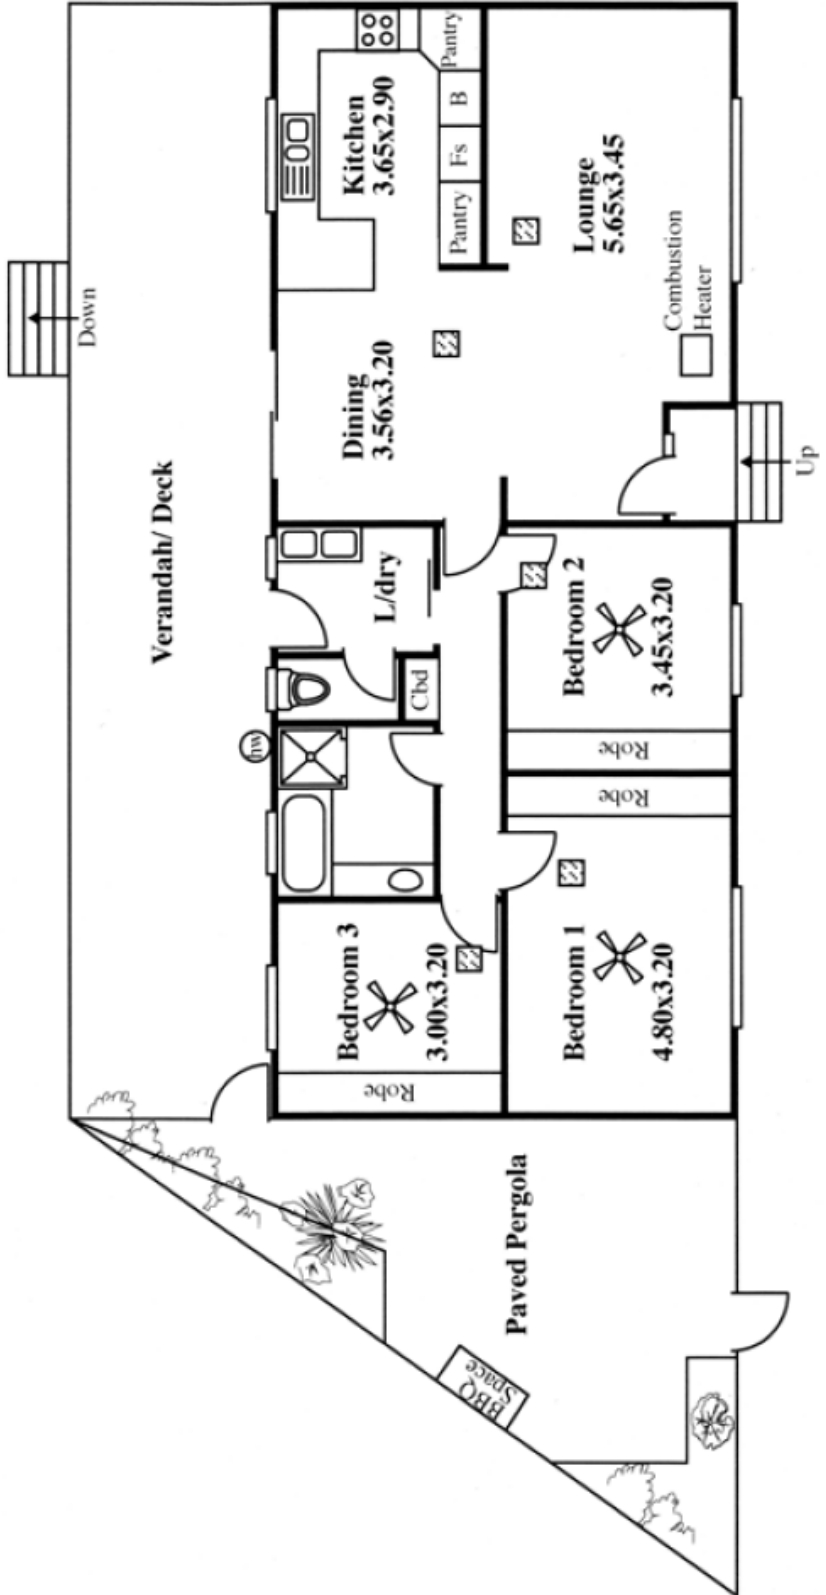 Pantry
B
Fs
Pantry
Kitchen
3.65x2.90
Lounge
5.65x3.45
Combustion
Heater
Down
Dining
3.56x3.20
Up
Verandah/ Deck
L/dry
Cbd
hw
Bedroom 2
3.45x3.20
Robe
Robe
Bedroom 3
3.00x3.20
Robe
Bedroom 1
4.80x3.20
Paved Pergola
BBQ
Space